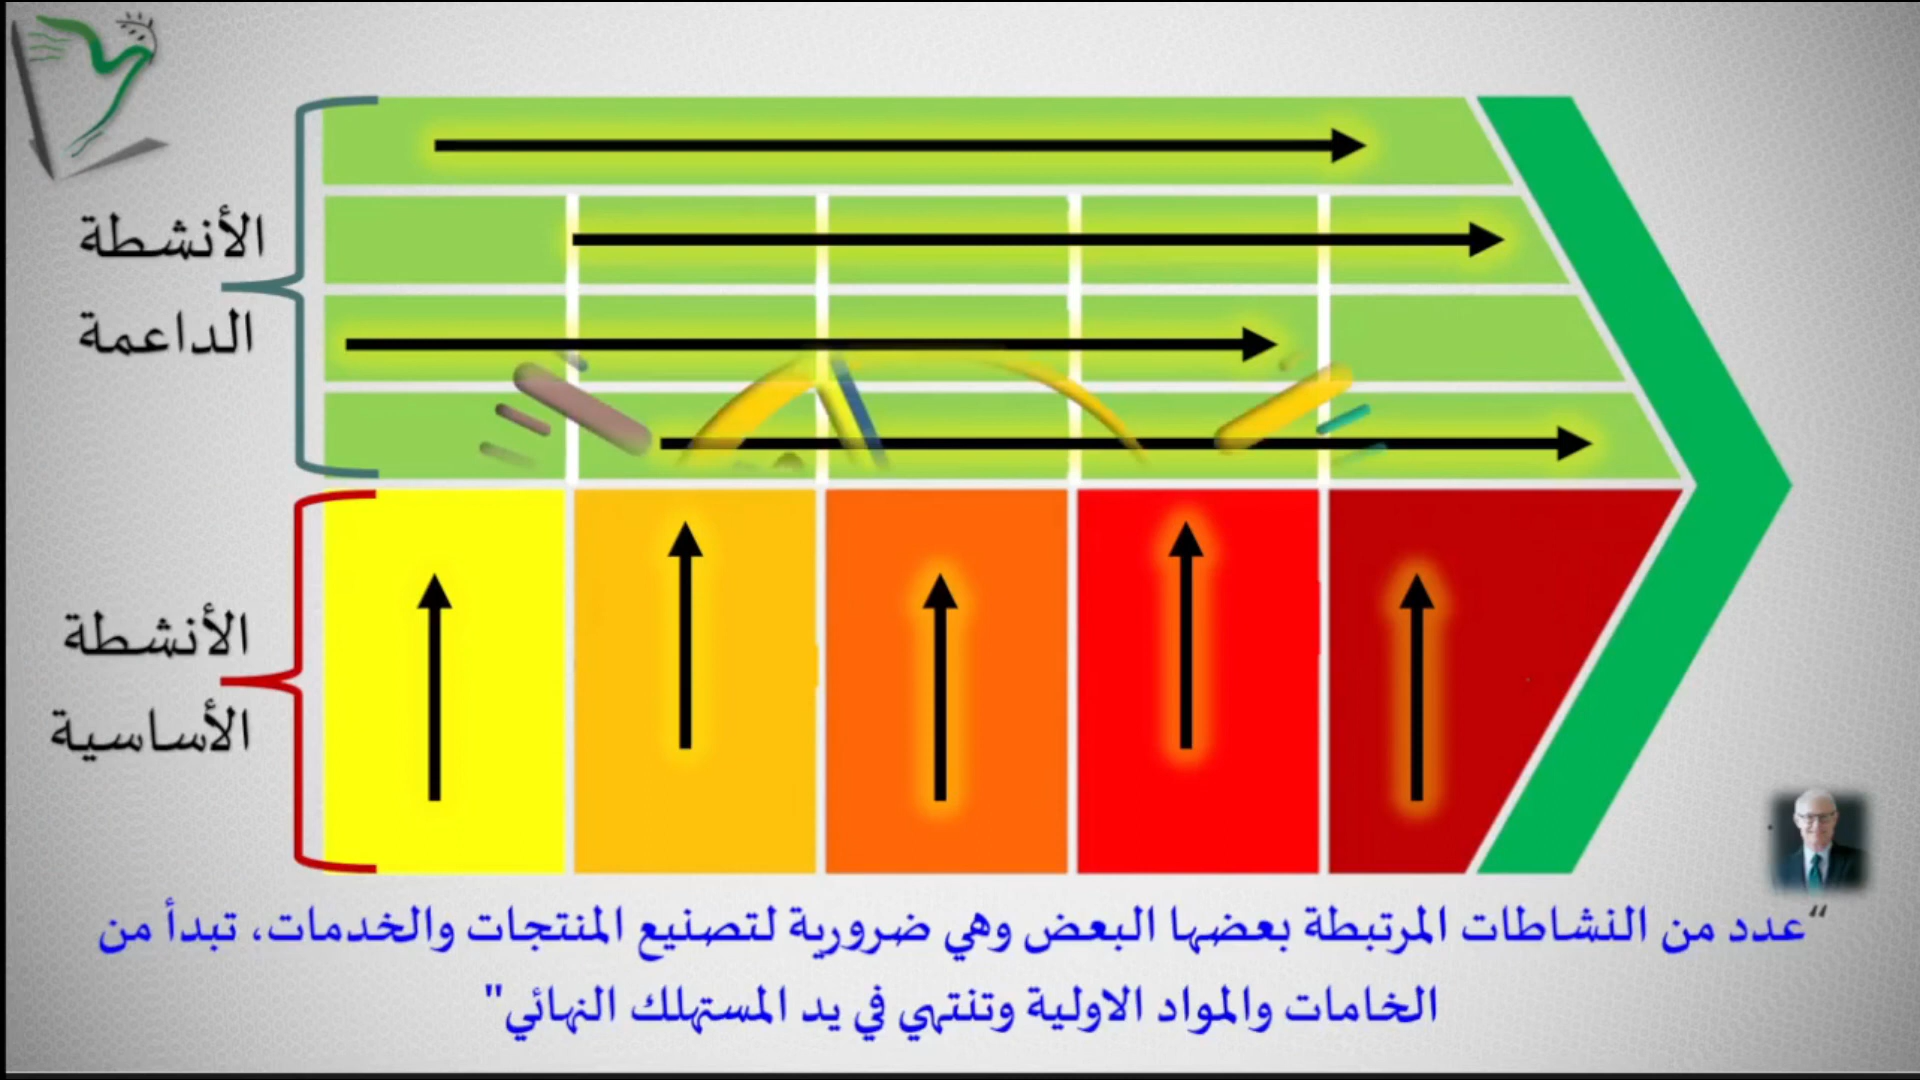 الأنشطة
الداعمة
الأنشطة
الأساسية
“عدد من النشاطات المرتبطة بعضها البعض وهي ضرورية لتصنيع المنتجات والخدمات، تبدأ من
الخامات والمواد الاولية وتنتهي في يد المستهلك النهائي"